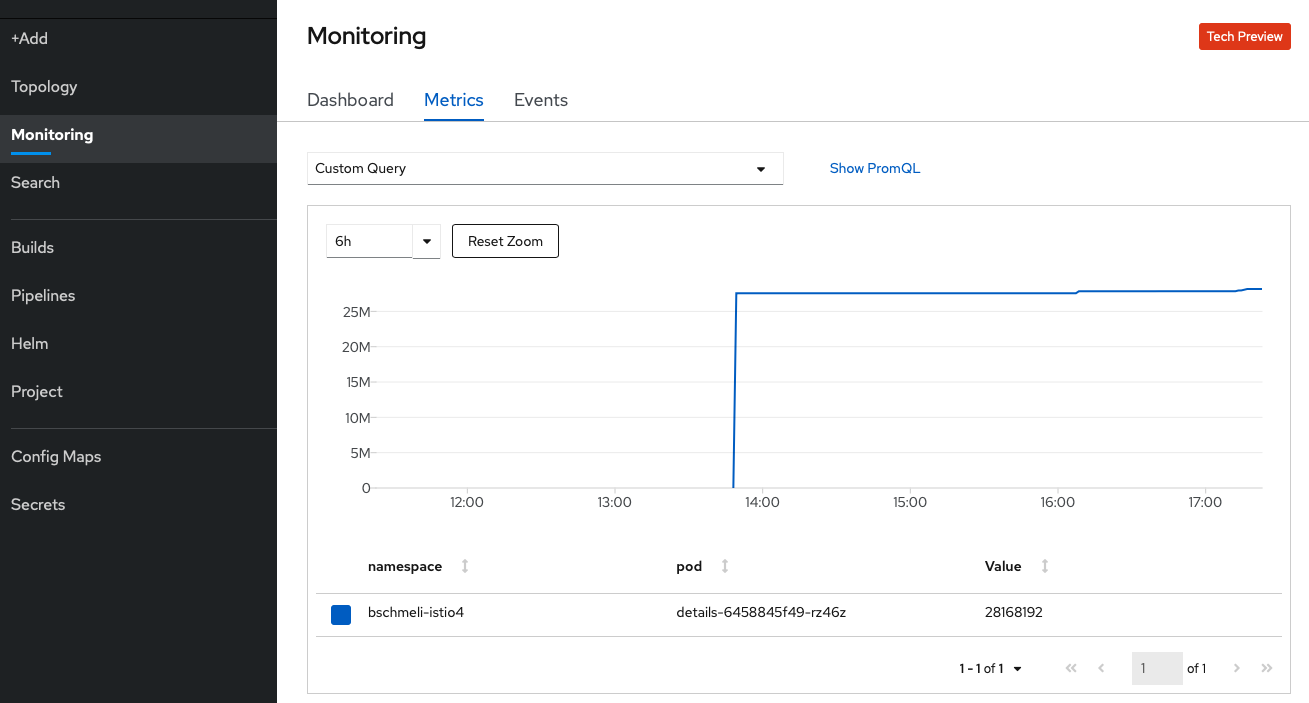 +Add
Topology
Monitoring
Search
Builds
Pipelines
Helm
Project
Config Maps
Secrets
Monitoring
Tech Preview
Dashboard Metrics Events
Custom Query
Show PromQL
6h
Reset Zoom
25M
20M
15M
10M
5M
0
12:00 13:00 14:00 15:00 16:00 17:00
namespace pod Value
bschmeli-istio4 details-6458845f49-rz46z 28168192
1 - 1 of 1
1 of 1